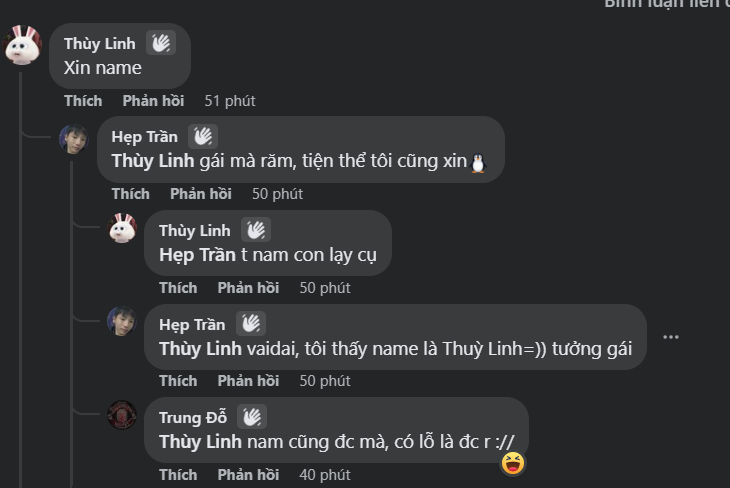 Bình luận liên
Thùy Linh
Xin name
Thích Phản hồi 51 phút
Hẹp Trần
Thùy Linh gái mà răm, tiện thể tôi cũng xin
Thích Phản hồi 50 phút
Thùy Linh
Hẹp Trần t nam con lạy cụ
Thích Phản hồi 50 phút
Hẹp Trần
Thùy Linh vaidai, tôi thấy name là Thuỳ Linh=)) tưởng gái
Thích Phản hồi 50 phút
Trung Đỗ
Thùy Linh nam cũng đc mà, có lỗ là đc r ://
Thích Phản hồi 40 phút